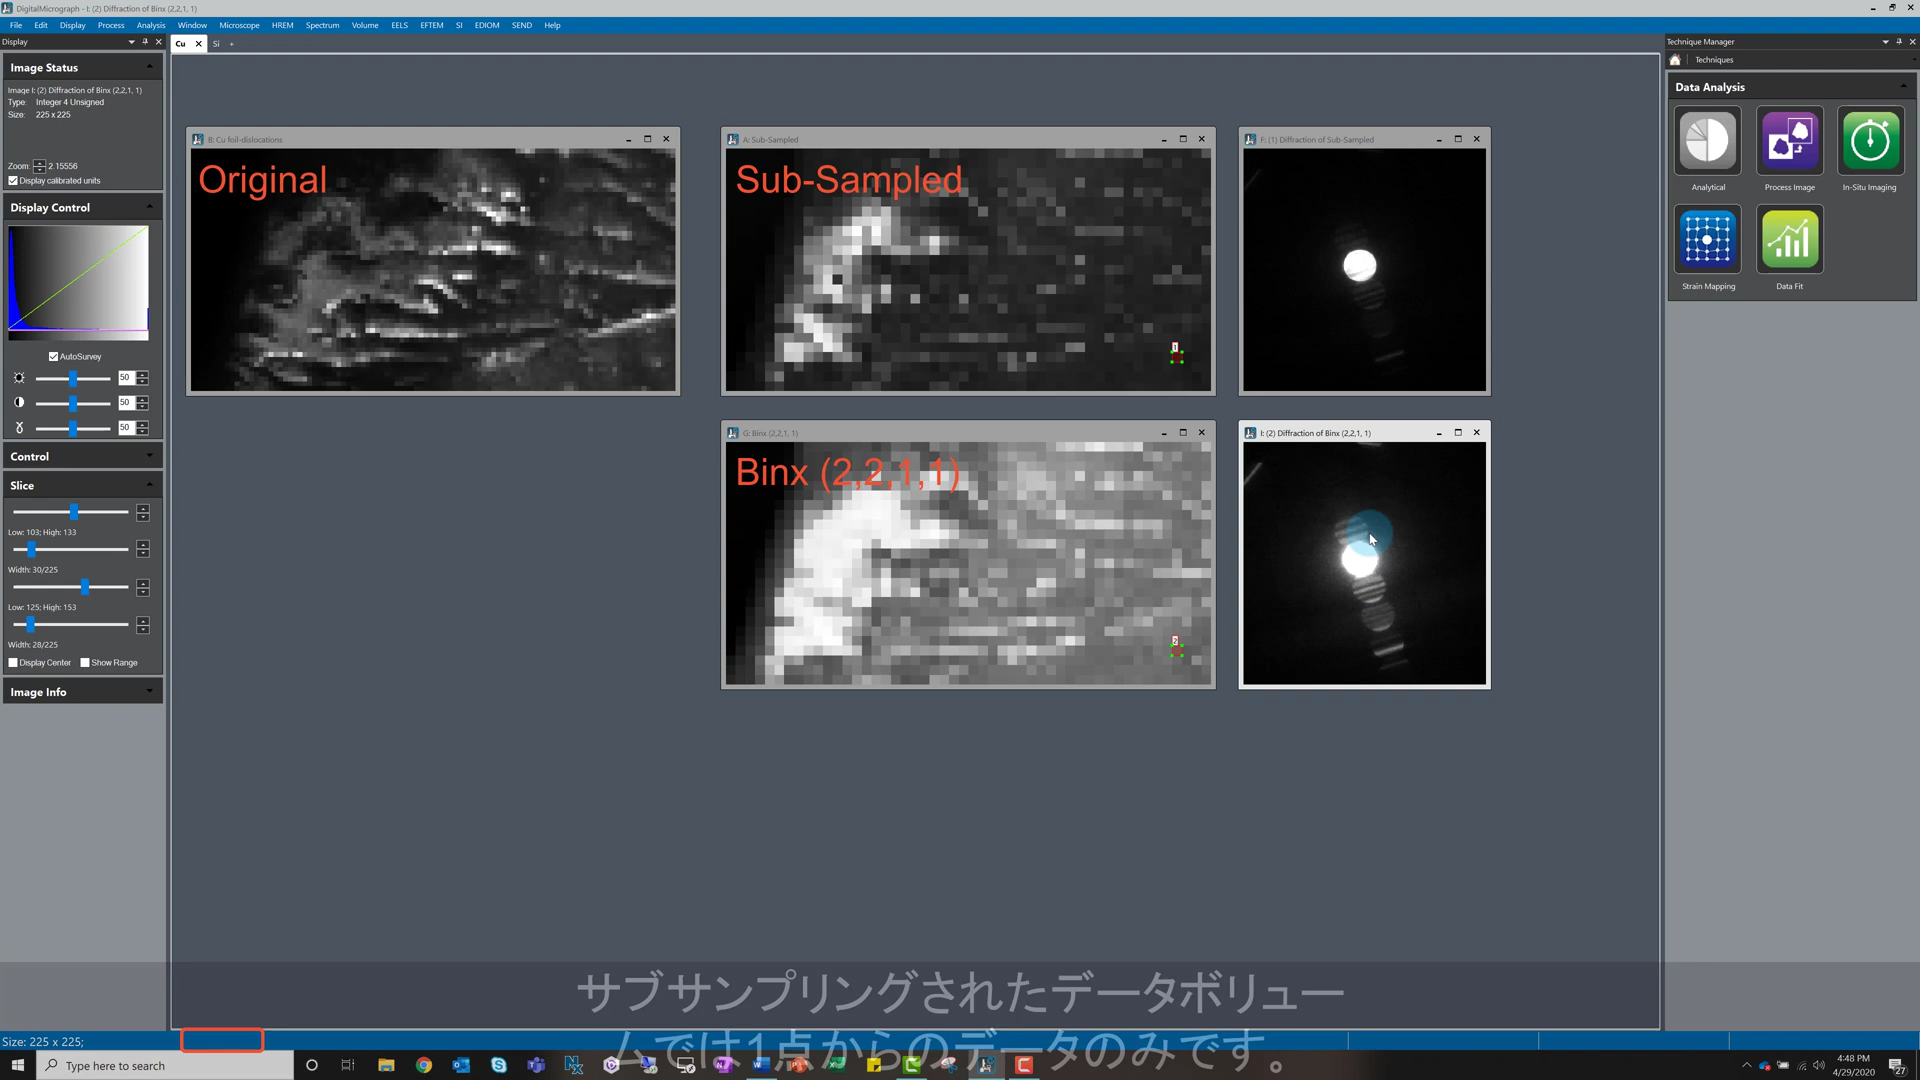 DigitalMicrograph - I: (2) Diffraction of Binx (2,2,1, 1)
File Edit Display Process Analysis Window Microscope HREM Spectrum Volume EELS EFTEM SI EDIOM SEND Help
Display
Cu Si +
Technique Manager
Techniques
Image Status
Image I: (2) Diffraction of Binx (2,2,1, 1)
Type: Integer 4 Unsigned
Size: 225 x 225
Zoom: 2.15556
Display calibrated units
Display Control
AutoSurvey
50
50
50
Control
Slice
Low: 103; High: 133
Width: 30/225
Low: 125; High: 153
Width: 28/225
Display Center Show Range
Image Info
B: Cu foil-dislocations
Original
A: Sub-Sampled
Sub-Sampled
1
F: (1) Diffraction of Sub-Sampled
G: Binx (2,2,1, 1)
Binx (2,2,1,1)
2
I: (2) Diffraction of Binx (2,2,1, 1)
Data Analysis
Analytical Process Image In-Situ Imaging
Strain Mapping Data Fit
サブサンプリングされたデータボリュー
ムでは1点からのデータのみです。
Size: 225 x 225;
Type here to search
4:48 PM
4/29/2020
27